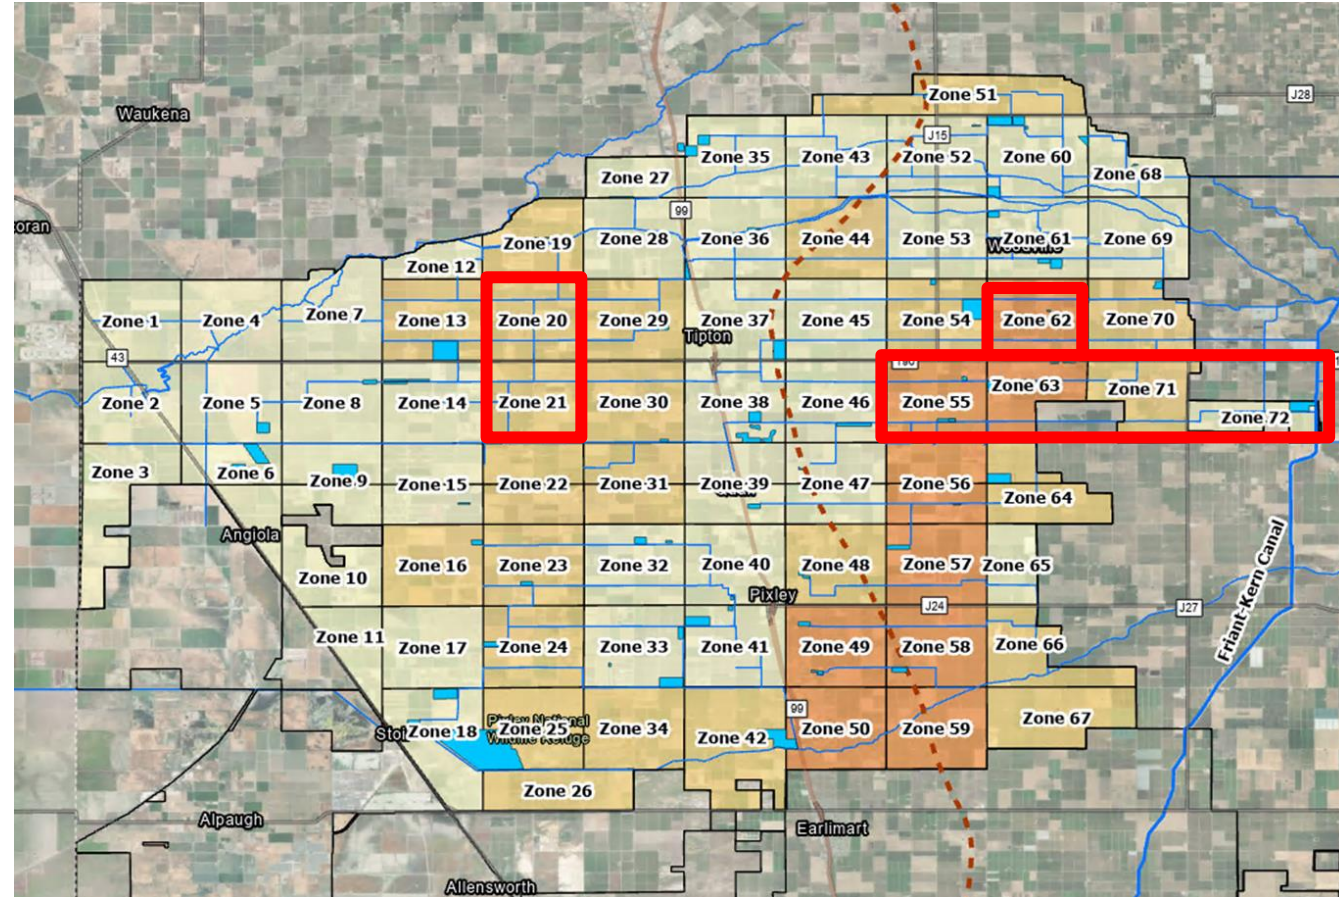 Zone 51
J28
Waukena
J15
Zone 35
Zone 43
Zone 52
Zone 60
Zone 68
Zone 27
99
coran
Zone 19
Zone 28
Zone 36
Zone 44
Zone 53
Zone 61
Woodville
Zone 69
Zone 12
Zone 1
Zone 4
Zone 7
Zone 13
Zone 20
Zone 29
Zone 37
Zone 45
Zone 54
Zone 62
Zone 70
Tipton
43
Zone 2
Zone 5
Zone 8
Zone 14
Zone 21
Zone 30
Zone 38
Zone 46
Zone 55
Zone 63
Zone 71
Zone 72
Zone 3
Zone 6
Zone 9
Zone 15
Zone 22
Zone 31
Zone 39
Zone 47
Zone 56
Zone 64
Angiola
Zone 10
Zone 16
Zone 23
Zone 32
Zone 40
Zone 48
Zone 57
Zone 65
Pixley
J24
J27
Friant-Kern Canal
Zone 11
Zone 17
Zone 24
Zone 33
Zone 41
Zone 49
Zone 58
Zone 66
99
Zone 18
Pixley National
Wildlife Refuge
Zone 25
Zone 34
Zone 42
Zone 50
Zone 59
Zone 67
Zone 26
Alpaugh
Earlimart
Allensworth